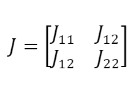 J = [J₁₁ J₁₂
J₁₂ J₂₂]